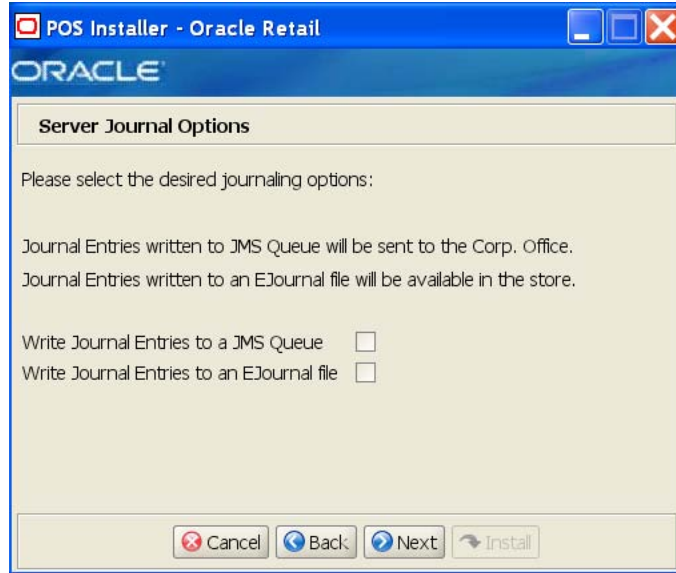 POS Installer - Oracle Retail
ORACLE
Server Journal Options
Please select the desired journaling options:
Journal Entries written to JMS Queue will be sent to the Corp. Office.
Journal Entries written to an EJournal file will be available in the store.
Write Journal Entries to a JMS Queue
Write Journal Entries to an EJournal file
Cancel Back Next Install